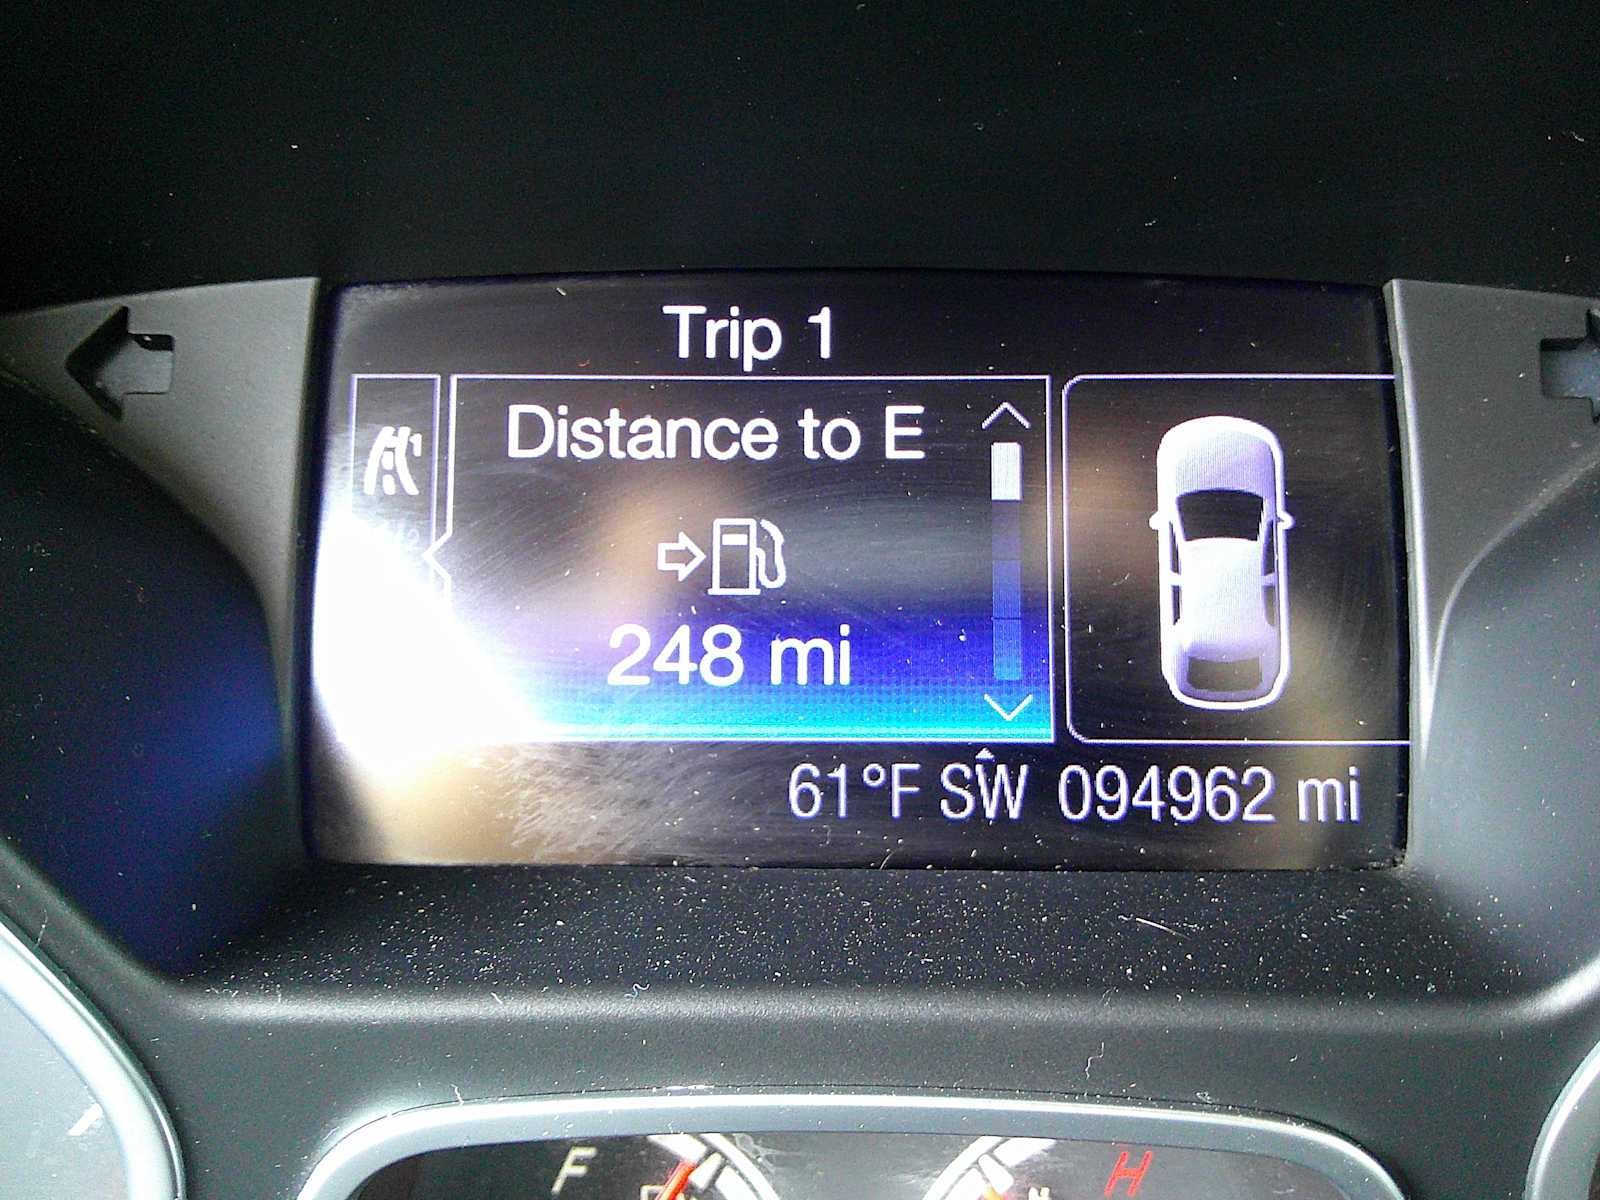 Trip 1
Distance to E
248 mi
61°F SW 094962 mi
F H